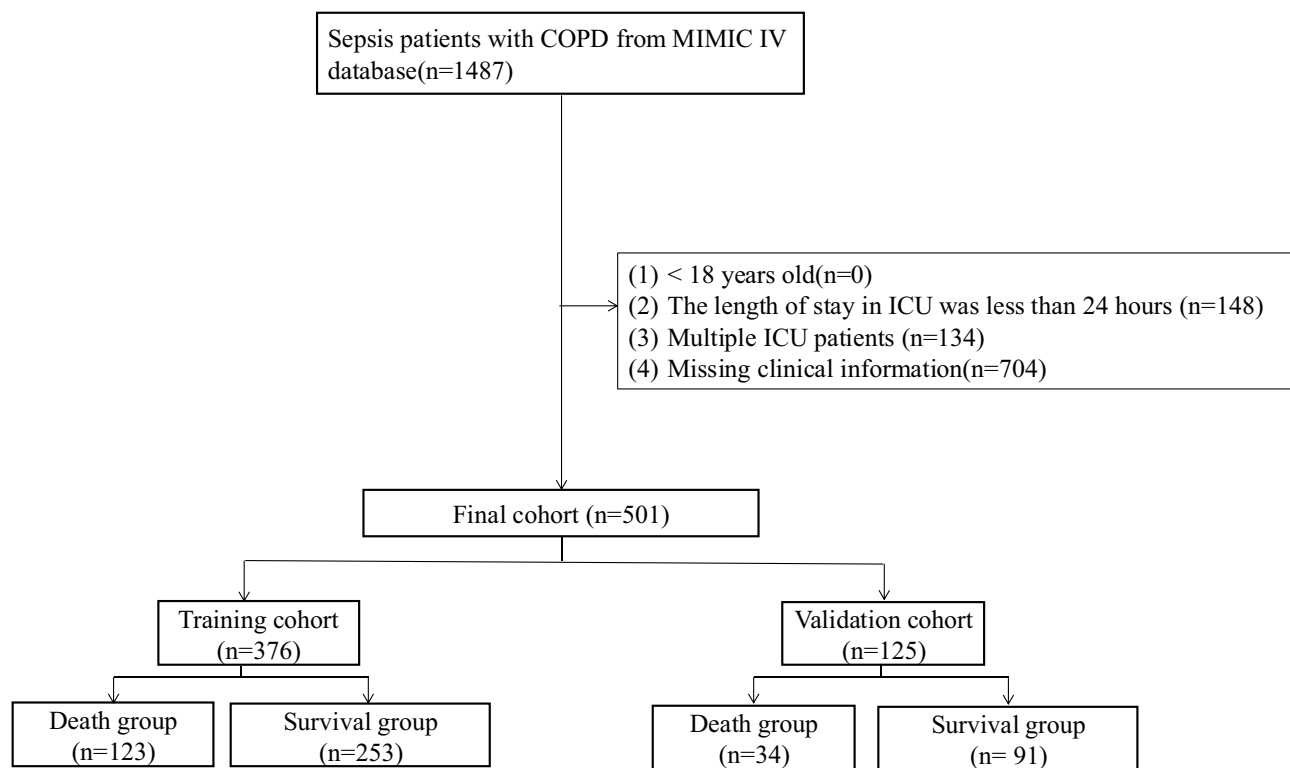 Sepsis patients with COPD from MIMIC IV
database(n=1487)
(1) < 18 years old(n=0)
(2) The length of stay in ICU was less than 24 hours (n=148)
(3) Multiple ICU patients (n=134)
(4) Missing clinical information(n=704)
Final cohort (n=501)
Training cohort
(n=376)
Validation cohort
(n=125)
Death group
(n=123)
Survival group
(n=253)
Death group
(n=34)
Survival group
(n= 91)